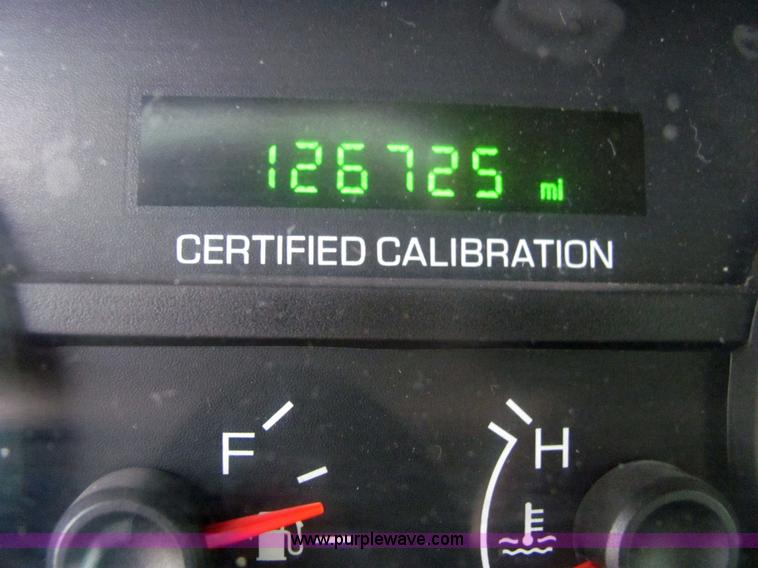 126725 mi
CERTIFIED CALIBRATION
F H
www.purplewave.com